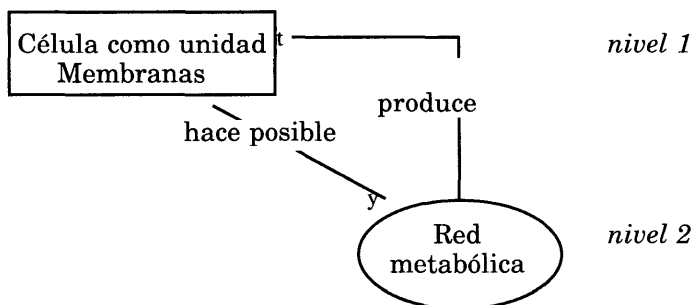 Célula como unidad t
Membranas
nivel 1
produce
hace posible
y
Red
metabólica
nivel 2